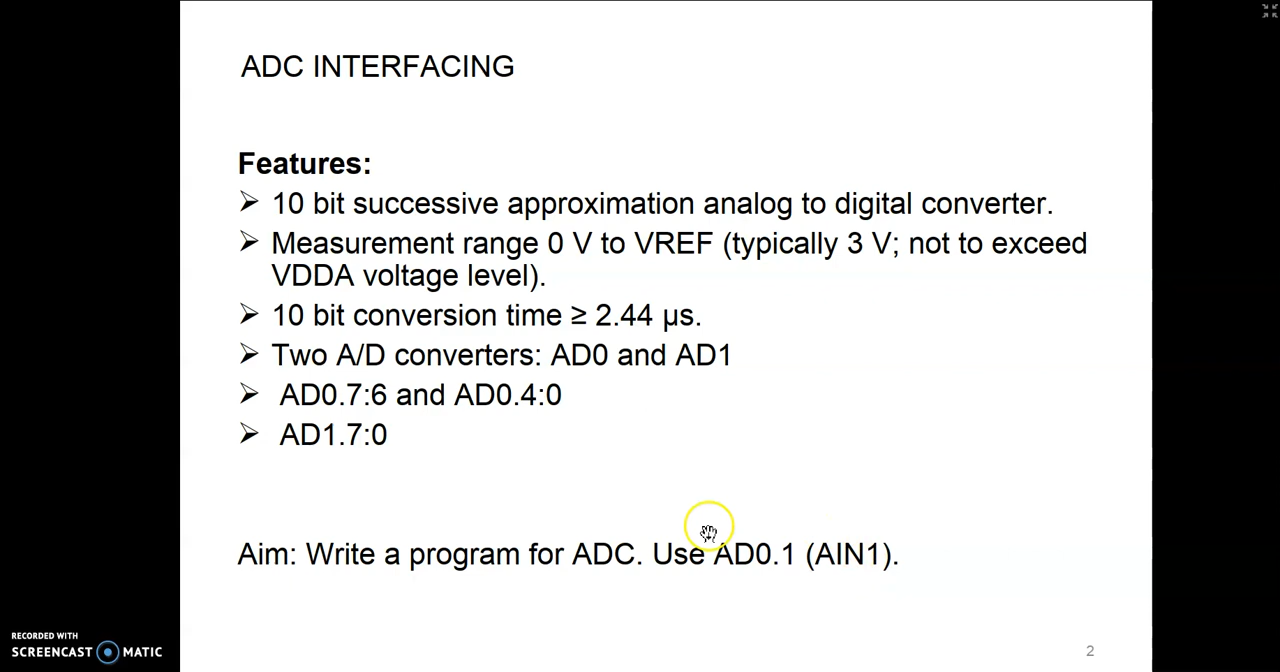 ADC INTERFACING
Features:
➢ 10 bit successive approximation analog to digital converter.
➢ Measurement range 0 V to VREF (typically 3 V; not to exceed
VDDA voltage level).
➢ 10 bit conversion time ≥ 2.44 μs.
➢ Two A/D converters: AD0 and AD1
➢ AD0.7:6 and AD0.4:0
➢ AD1.7:0
Aim: Write a program for ADC. Use AD0.1 (AIN1).
2
RECORDED WITH
SCREENCAST MATIC